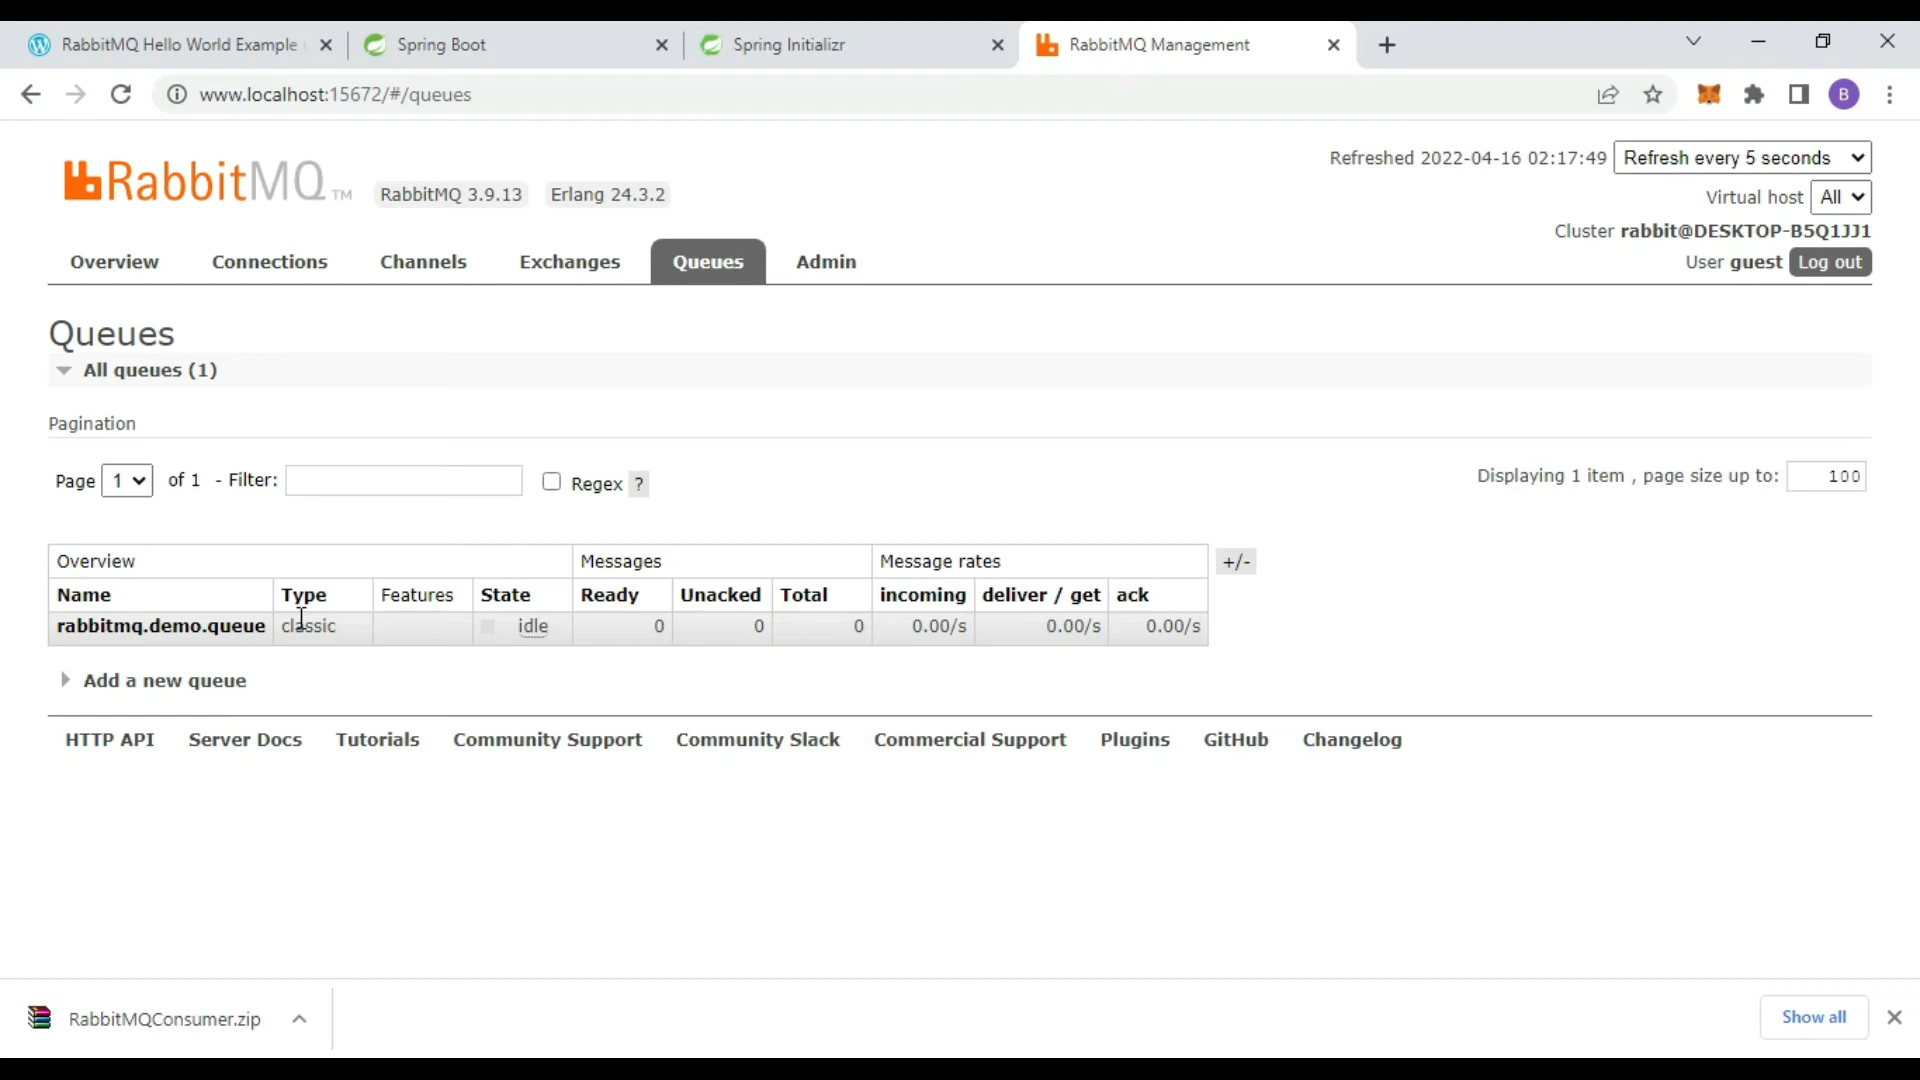 RabbitMQ Hello World Example
Spring Boot
Spring Initializr
RabbitMQ Management
www.localhost:15672/#/queues
B
RabbitMQ TM
RabbitMQ 3.9.13
Erlang 24.3.2
Refreshed 2022-04-16 02:17:49
Refresh every 5 seconds
Virtual host All
Cluster rabbit@DESKTOP-B5Q1JJ1
User guest Log out
Overview Connections Channels Exchanges Queues Admin
Queues
All queues (1)
Pagination
Page 1 of 1 - Filter: Regex ? Displaying 1 item , page size up to: 100
Overview Messages Message rates +/-
Name Type Features State Ready Unacked Total incoming deliver / get ack
rabbitmq.demo.queue classic idle 0 0 0 0.00/s 0.00/s 0.00/s
Add a new queue
HTTP API Server Docs Tutorials Community Support Community Slack Commercial Support Plugins GitHub Changelog
RabbitMQConsumer.zip
Show all